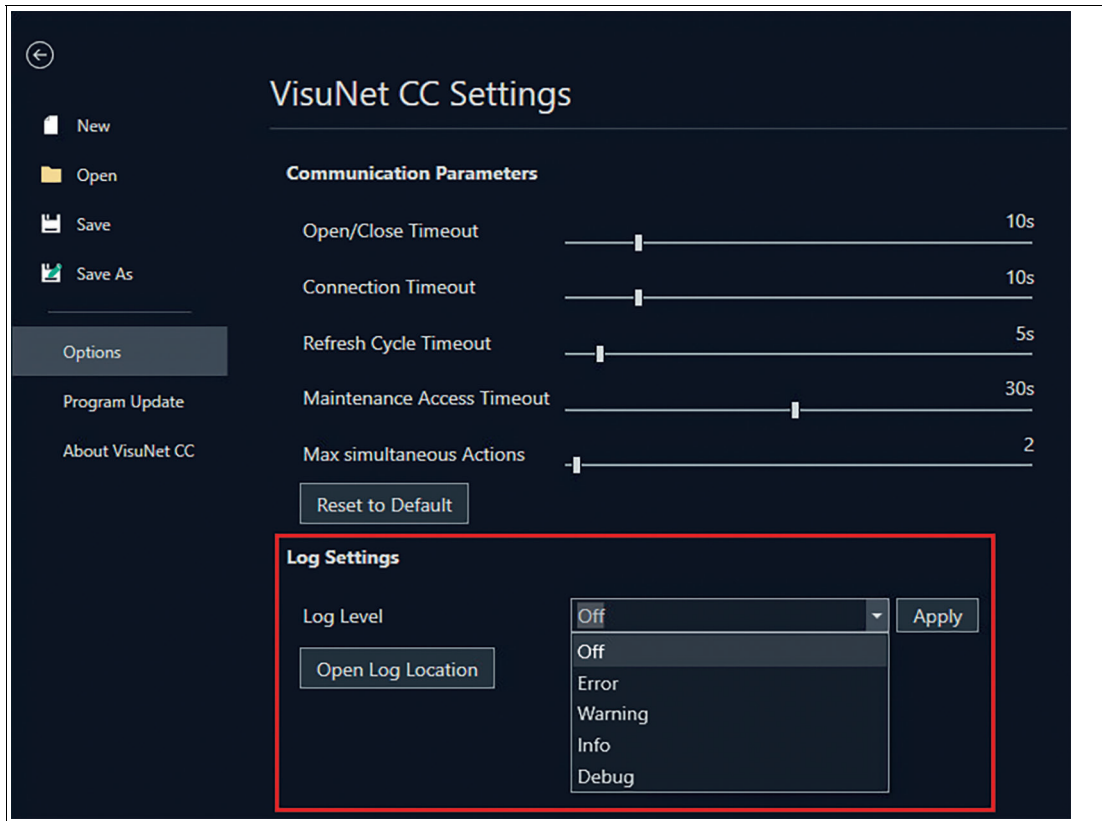 VisuNet CC Settings
New
Open
Save
Save As
Options
Program Update
About VisuNet CC
Communication Parameters
Open/Close Timeout 10s
Connection Timeout 10s
Refresh Cycle Timeout 5s
Maintenance Access Timeout 30s
Max simultaneous Actions 2
Reset to Default
Log Settings
Log Level Off Apply
Open Log Location
Off
Error
Warning
Info
Debug